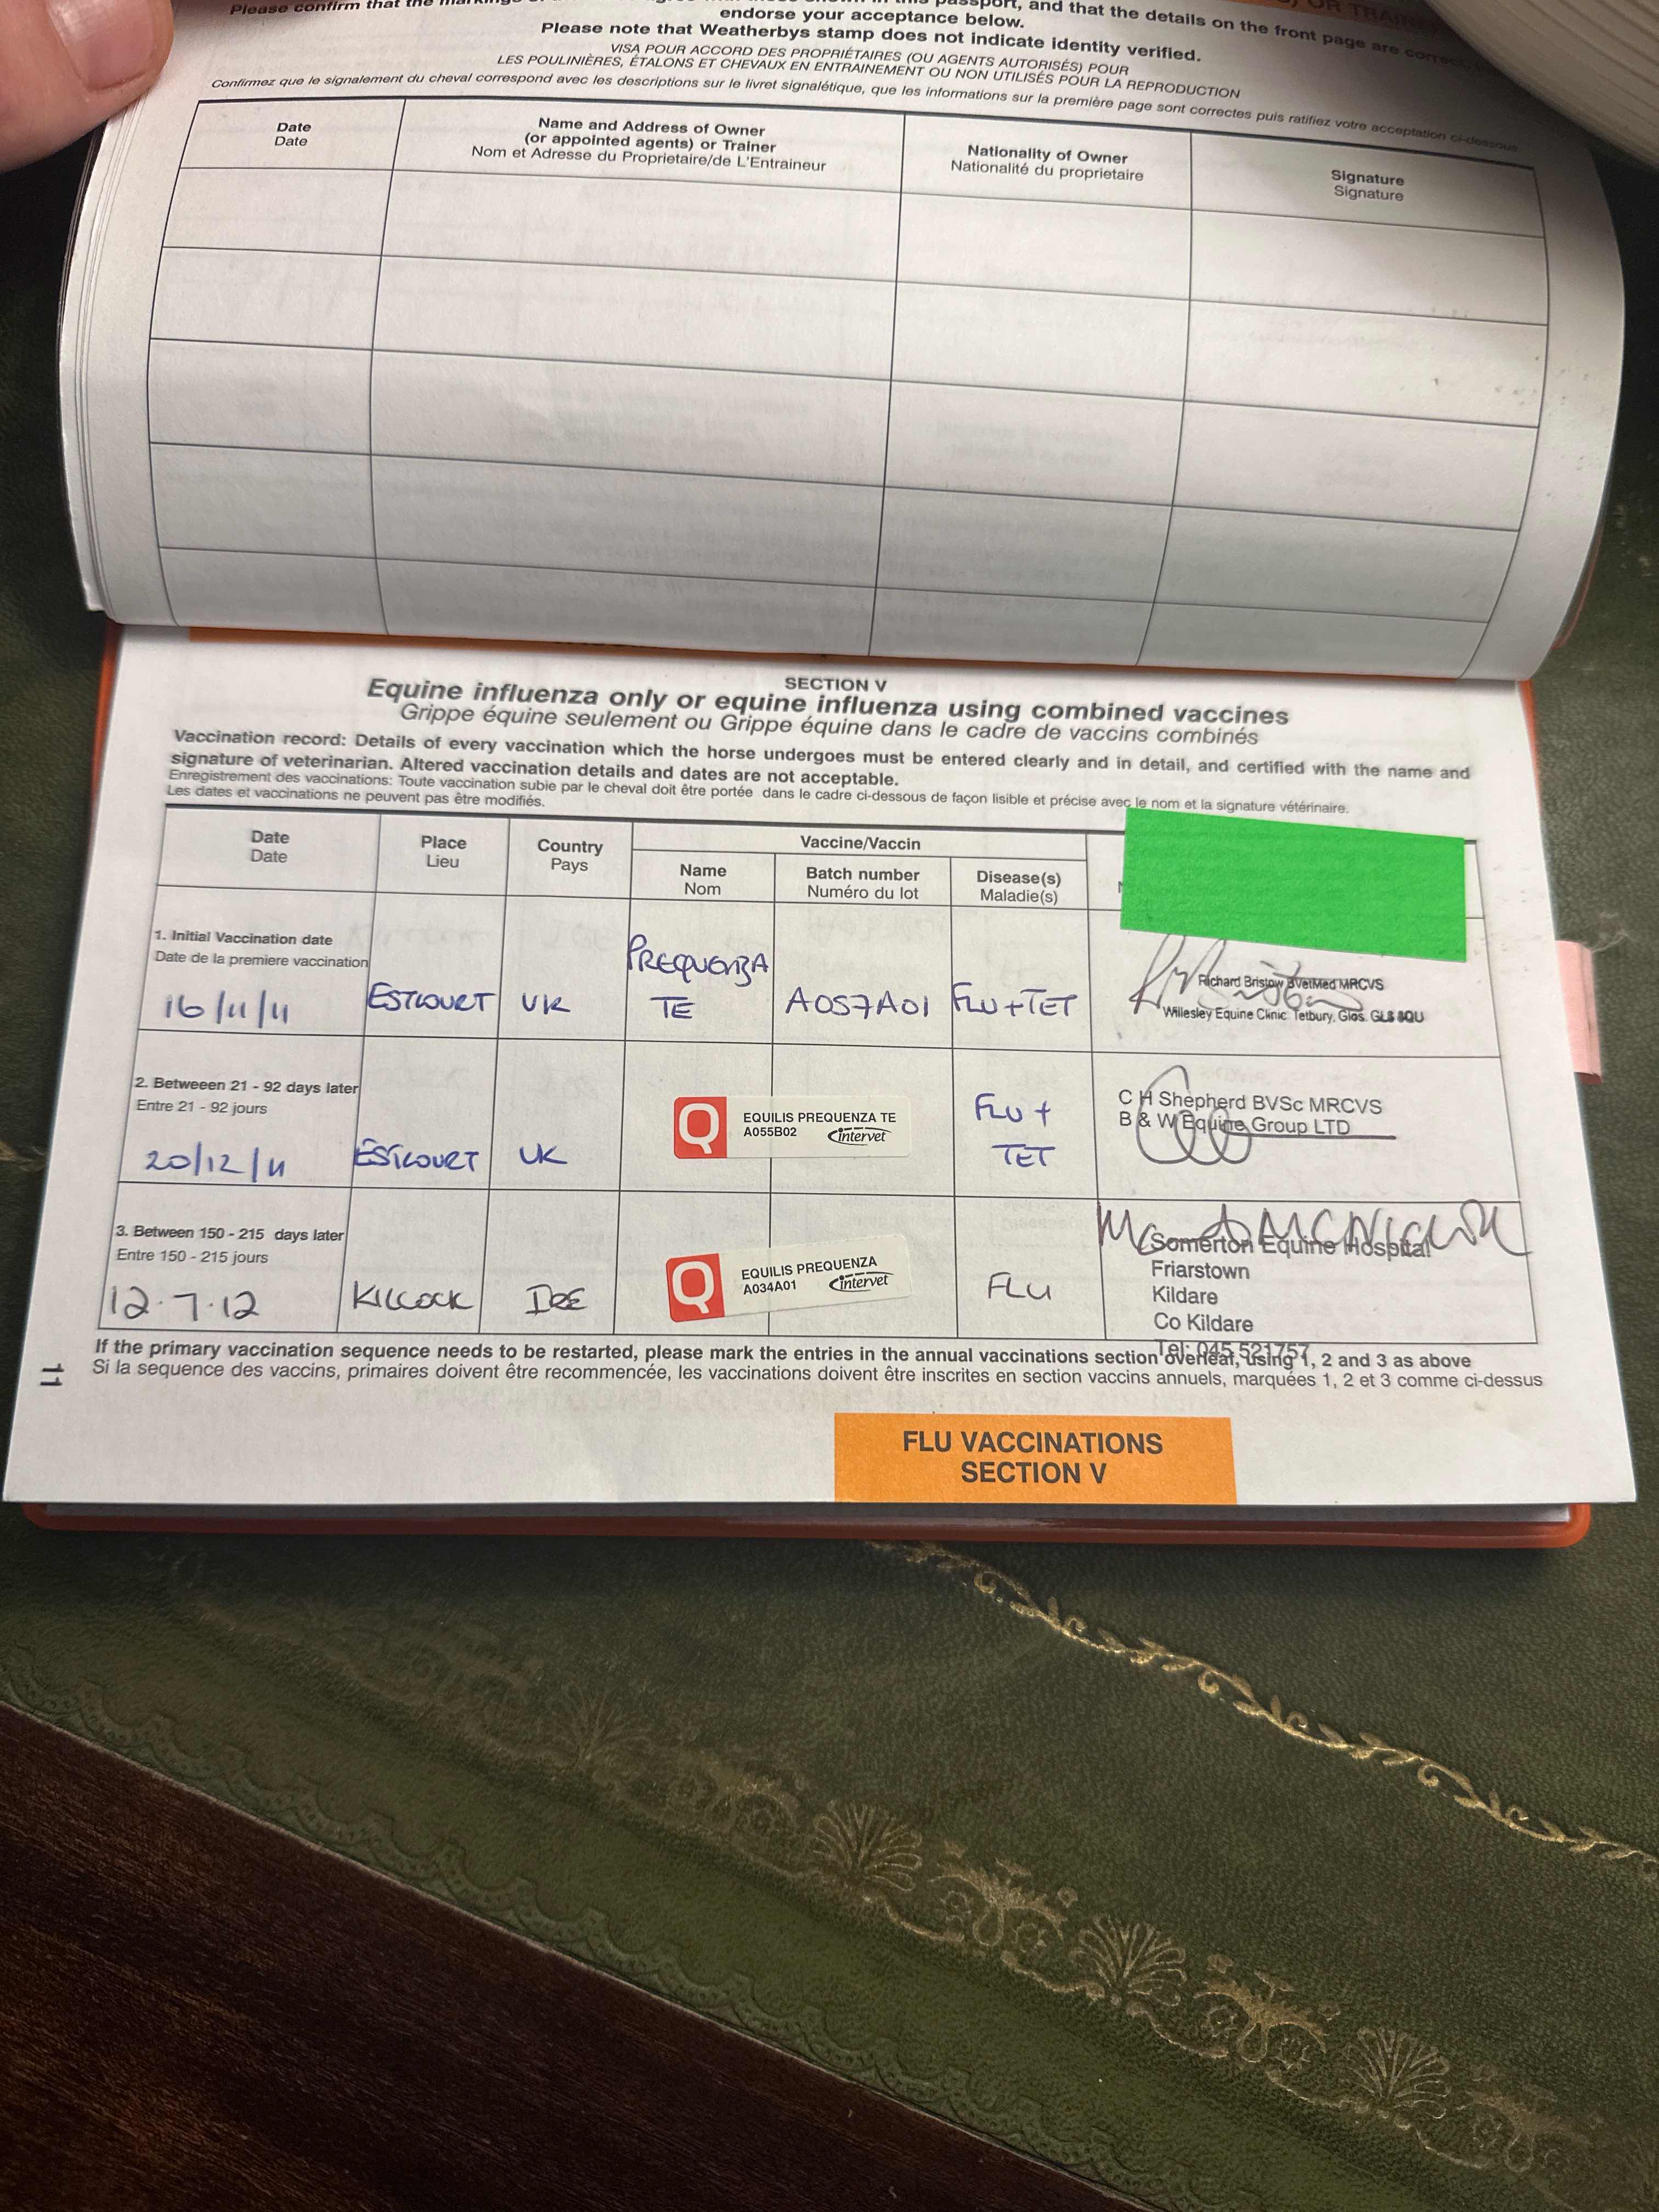 Please confirm that the
passport, and that the details on the front page are correct,
endorse your acceptance below.
Please note that Weatherbys stamp does not indicate identity verified.
VISA POUR ACCORD DES PROPRIÉTAIRES (OU AGENTS AUTORISÉS) POUR
LES POULINIÈRES, ÉTALONS ET CHEVAUX EN ENTRAINEMENT OU NON UTILISÉS POUR LA REPRODUCTION
Confirmez que le signalement du cheval correspond avec les descriptions sur le livret signalétique, que les informations sur la première page sont correctes puis ratifiez votre acceptation ci-dessous
Date
Date
Name and Address of Owner
(or appointed agents) or Trainer
Nom et Adresse du Proprietaire/de L'Entraineur
Nationality of Owner
Nationalité du proprietaire
Signature
Signature
SECTION V
Equine influenza only or equine influenza using combined vaccines
Grippe équine seulement ou Grippe équine dans le cadre de vaccins combinés
Vaccination record: Details of every vaccination which the horse undergoes must be entered clearly and in detail, and certified with the name and
signature of veterinarian. Altered vaccination details and dates are not acceptable.
Enregistrement des vaccinations: Toute vaccination subie par le cheval doit être portée dans le cadre ci-dessous de façon lisible et précise avec le nom et la signature vétérinaire.
Les dates et vaccinations ne peuvent pas être modifiés.
Date
Date
Place
Lieu
Country
Pays
Vaccine/Vaccin
Name
Nom
Batch number
Numéro du lot
Disease(s)
Maladie(s)
1. Initial Vaccination date
Date de la premiere vaccination
16/11/11
ESTCOURT
UK
PREQUENZA
TE
A057A01
FLU+TET
Richard Bristow BVetMed MRCVS
Willesley Equine Clinic Tetbury, Glos. GL8 8QU
2. Betweeen 21 - 92 days later
Entre 21 - 92 jours
20/12/11
ESTCOURT
UK
EQUILIS PREQUENZA TE
A055B02 intervet
FLU +
TET
C H Shepherd BVSc MRCVS
B & W Equine Group LTD
3. Between 150 - 215 days later
Entre 150 - 215 jours
12.7.12
KILCOCK
IRE
EQUILIS PREQUENZA
A034A01 intervet
FLU
Somerton Equine Hospital
Friarstown
Kildare
Co Kildare
Tel: 045 521757
If the primary vaccination sequence needs to be restarted, please mark the entries in the annual vaccinations section overleaf, using 1, 2 and 3 as above
Si la sequence des vaccins, primaires doivent être recommencée, les vaccinations doivent être inscrites en section vaccins annuels, marquées 1, 2 et 3 comme ci-dessus
11
FLU VACCINATIONS
SECTION V